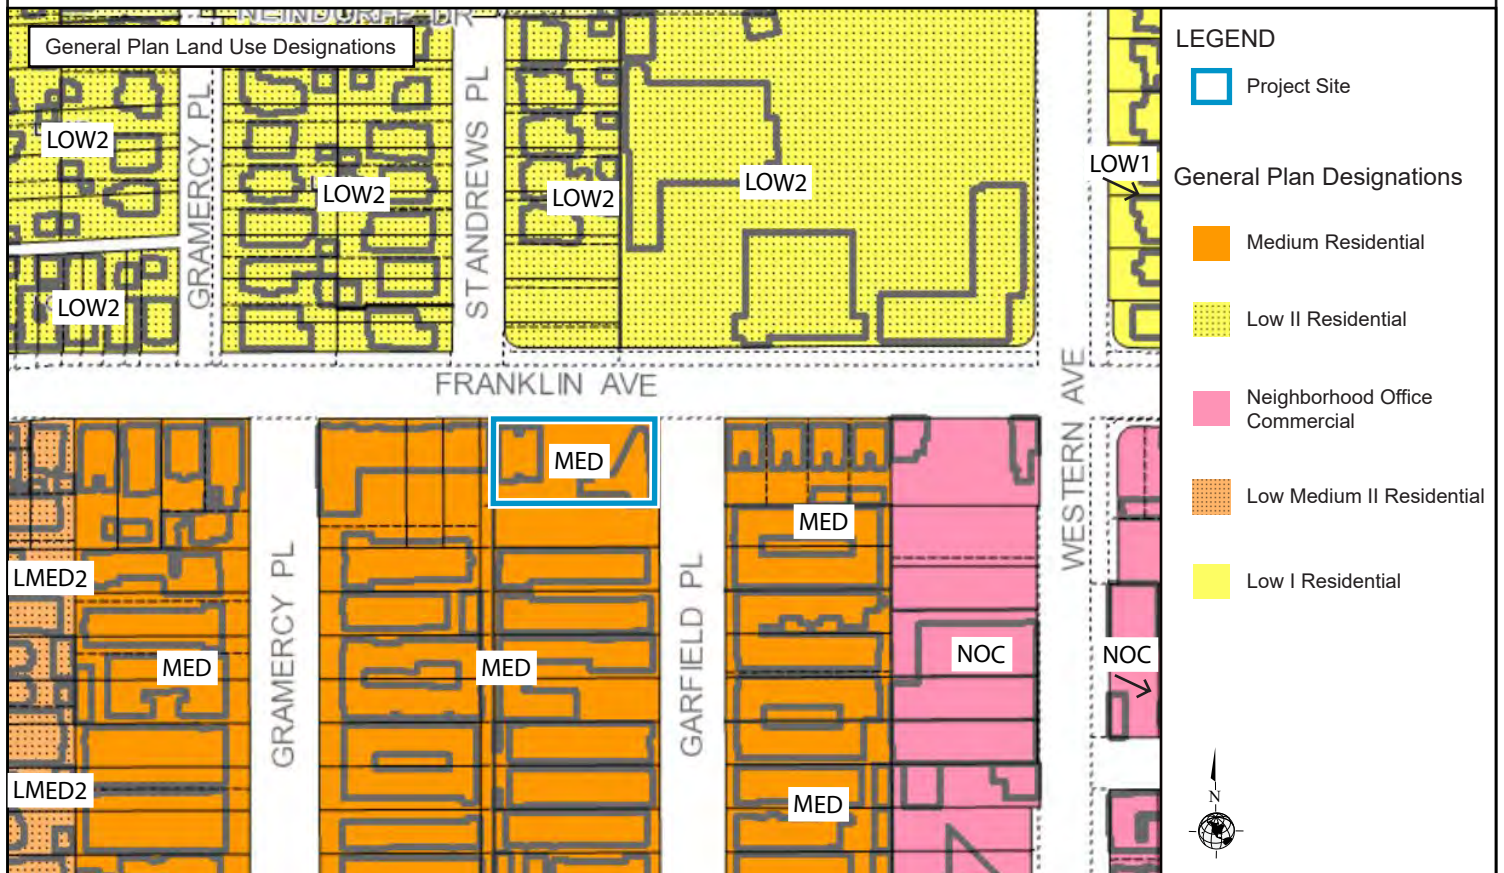 NEINDORFF DR
General Plan Land Use Designations
LEGEND
Project Site
General Plan Designations
Medium Residential
Low II Residential
Neighborhood Office
Commercial
Low Medium II Residential
Low I Residential
N
GRAMERCY PL
ST ANDREWS PL
LOW2
LOW2
LOW2
LOW2
LOW1
LOW2
FRANKLIN AVE
WESTERN AVE
MED
MED
LMED2
GRAMERCY PL
GARFIELD PL
MED
MED
NOC
NOC
LMED2
MED